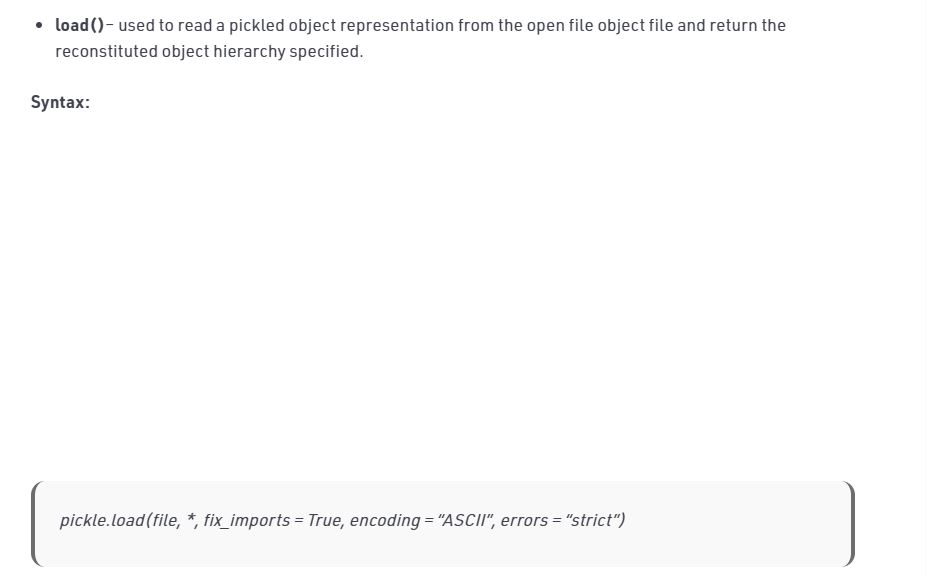 • load()– used to read a pickled object representation from the open file object file and return the
reconstituted object hierarchy specified.
Syntax:
pickle.load(file, *, fix_imports = True, encoding = “ASCII”, errors = “strict”)